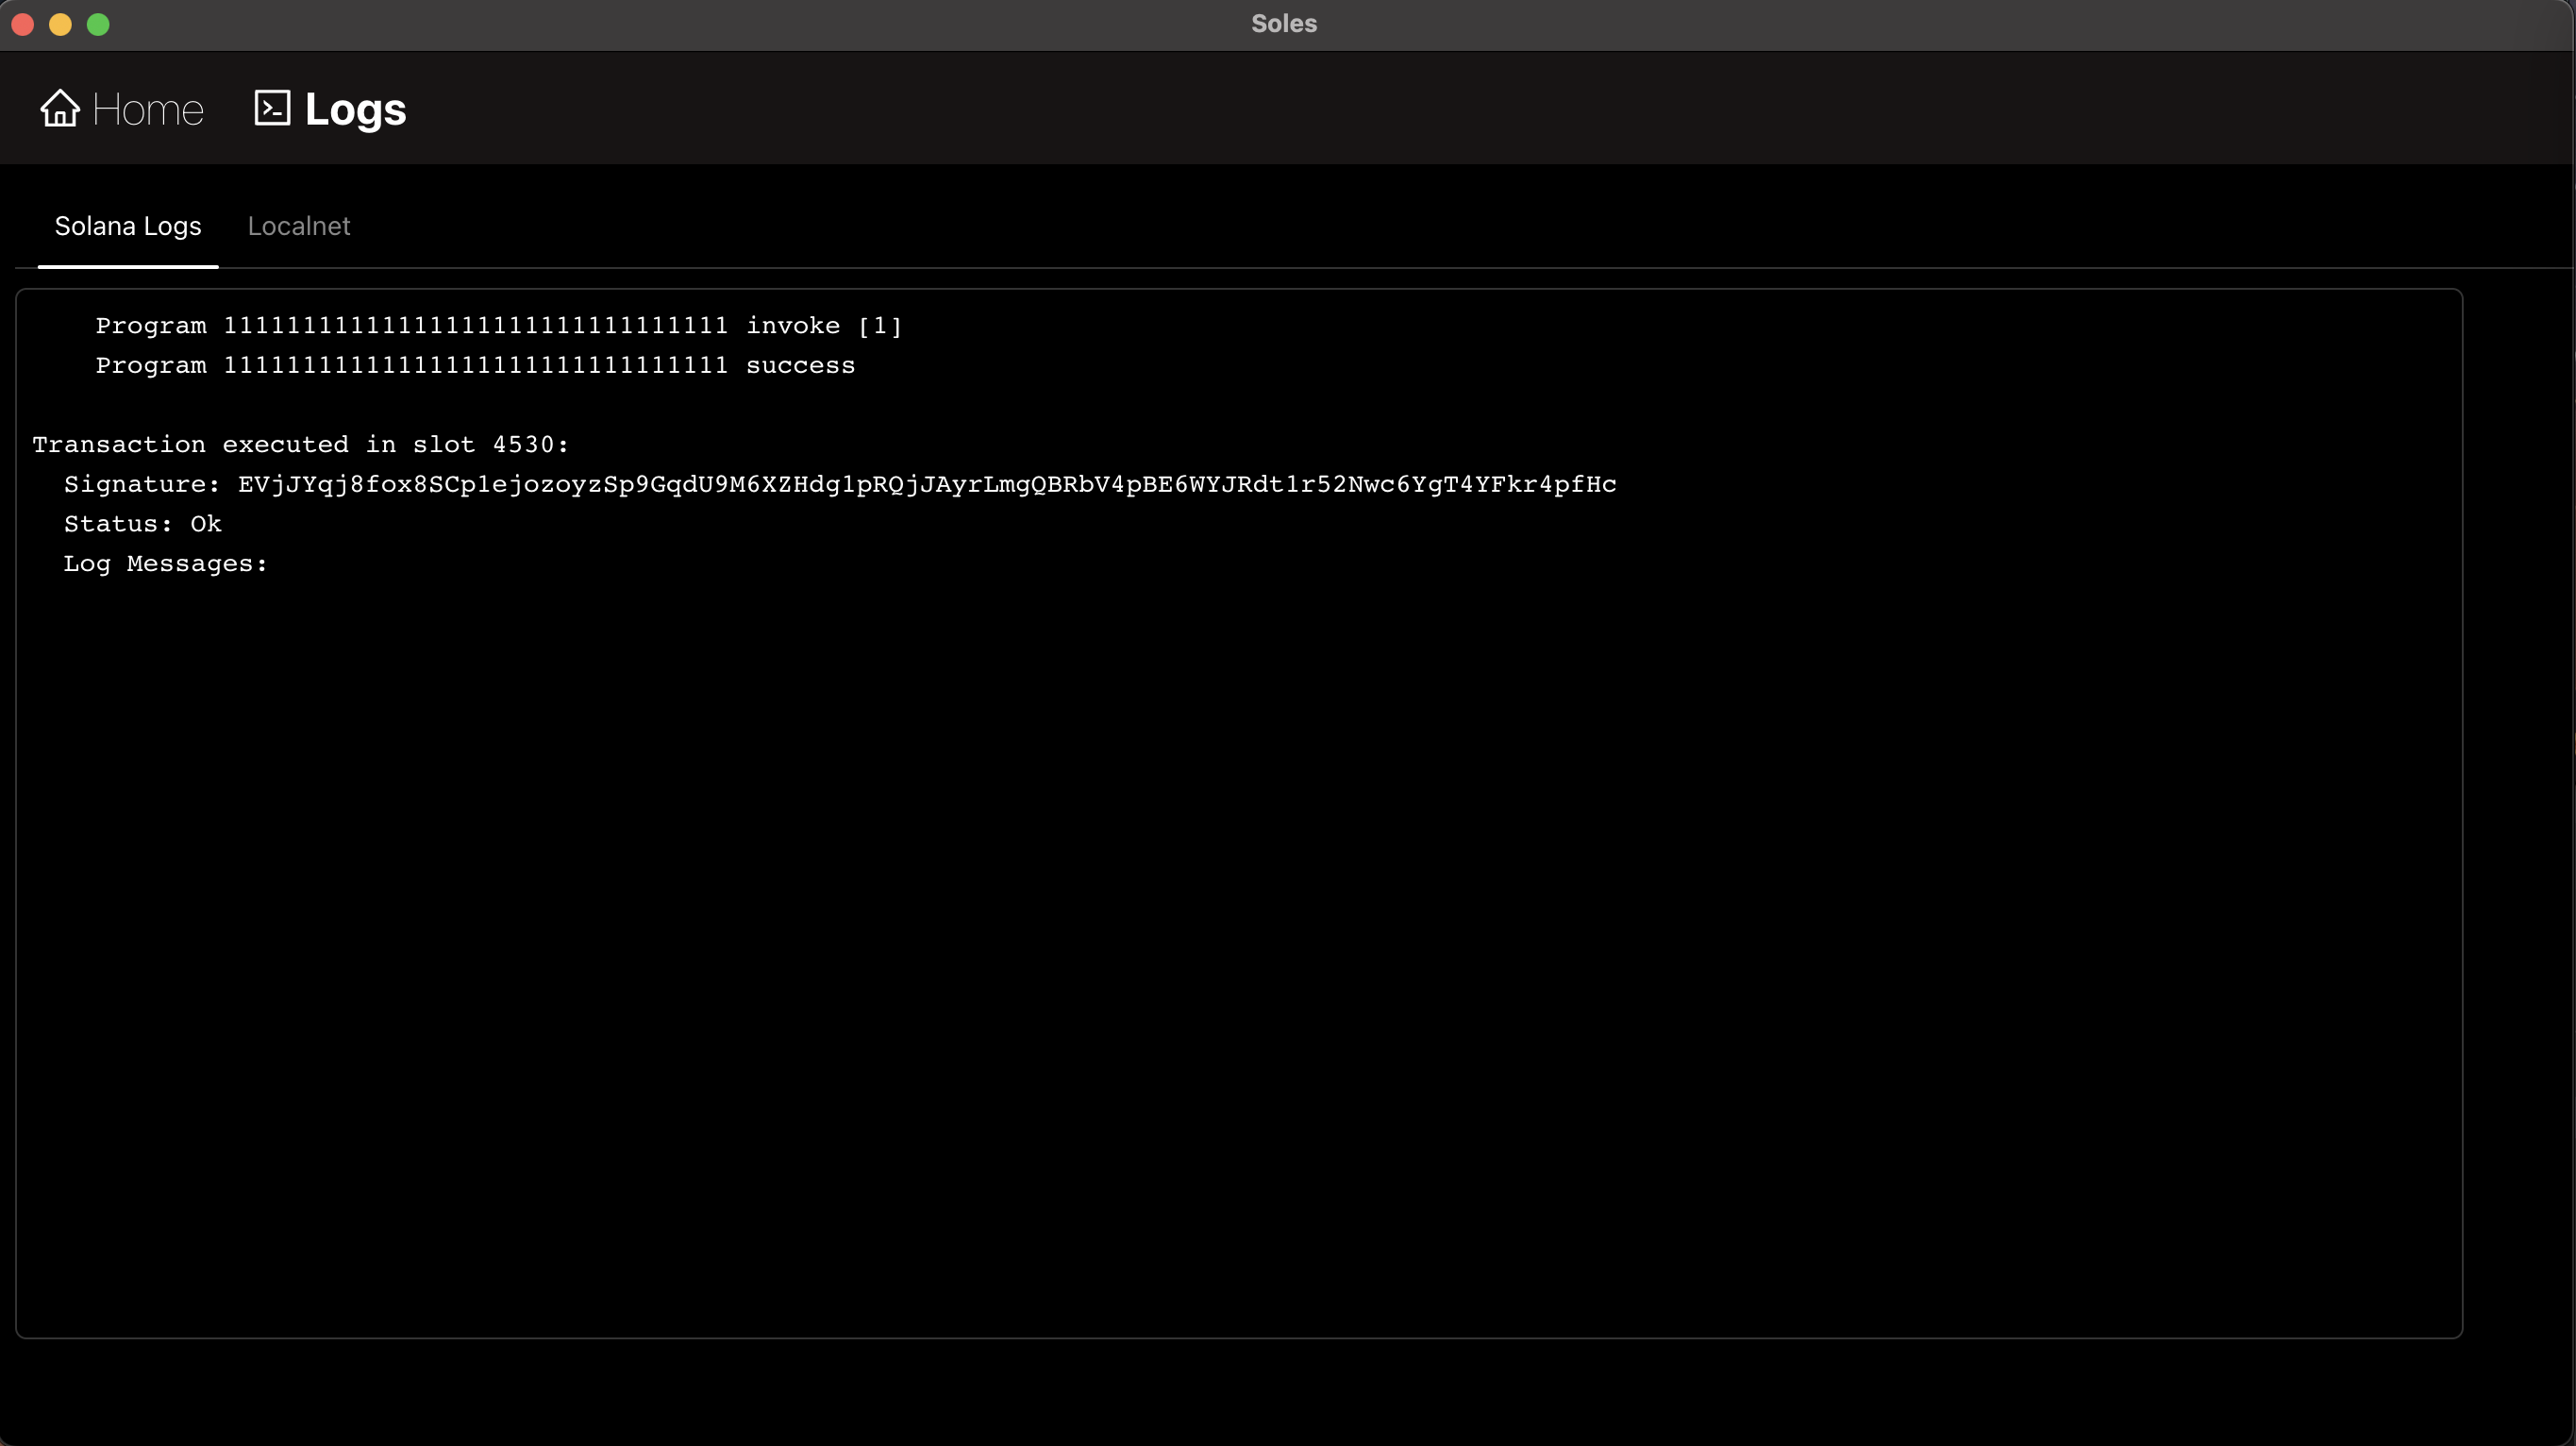 Soles
Home Logs
Solana Logs Localnet
Program 11111111111111111111111111111111 invoke [1]
Program 11111111111111111111111111111111 success
Transaction executed in slot 4530:
Signature: EVjJYqj8fox8SCp1ejozoyzSp9GqdU9M6XZHdg1pRQjJAyrLmgQBRbV4pBE6WYJRdt1r52Nwc6YgT4YFkr4pfHc
Status: Ok
Log Messages: